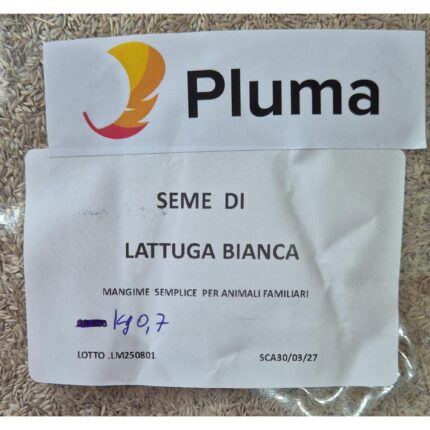 Pluma
SEME DI
LATTUGA BIANCA
MANGIME SEMPLICE PER ANIMALI FAMILIARI
Kg 0,7
LOTTO .LM250801 SCA30/03/27